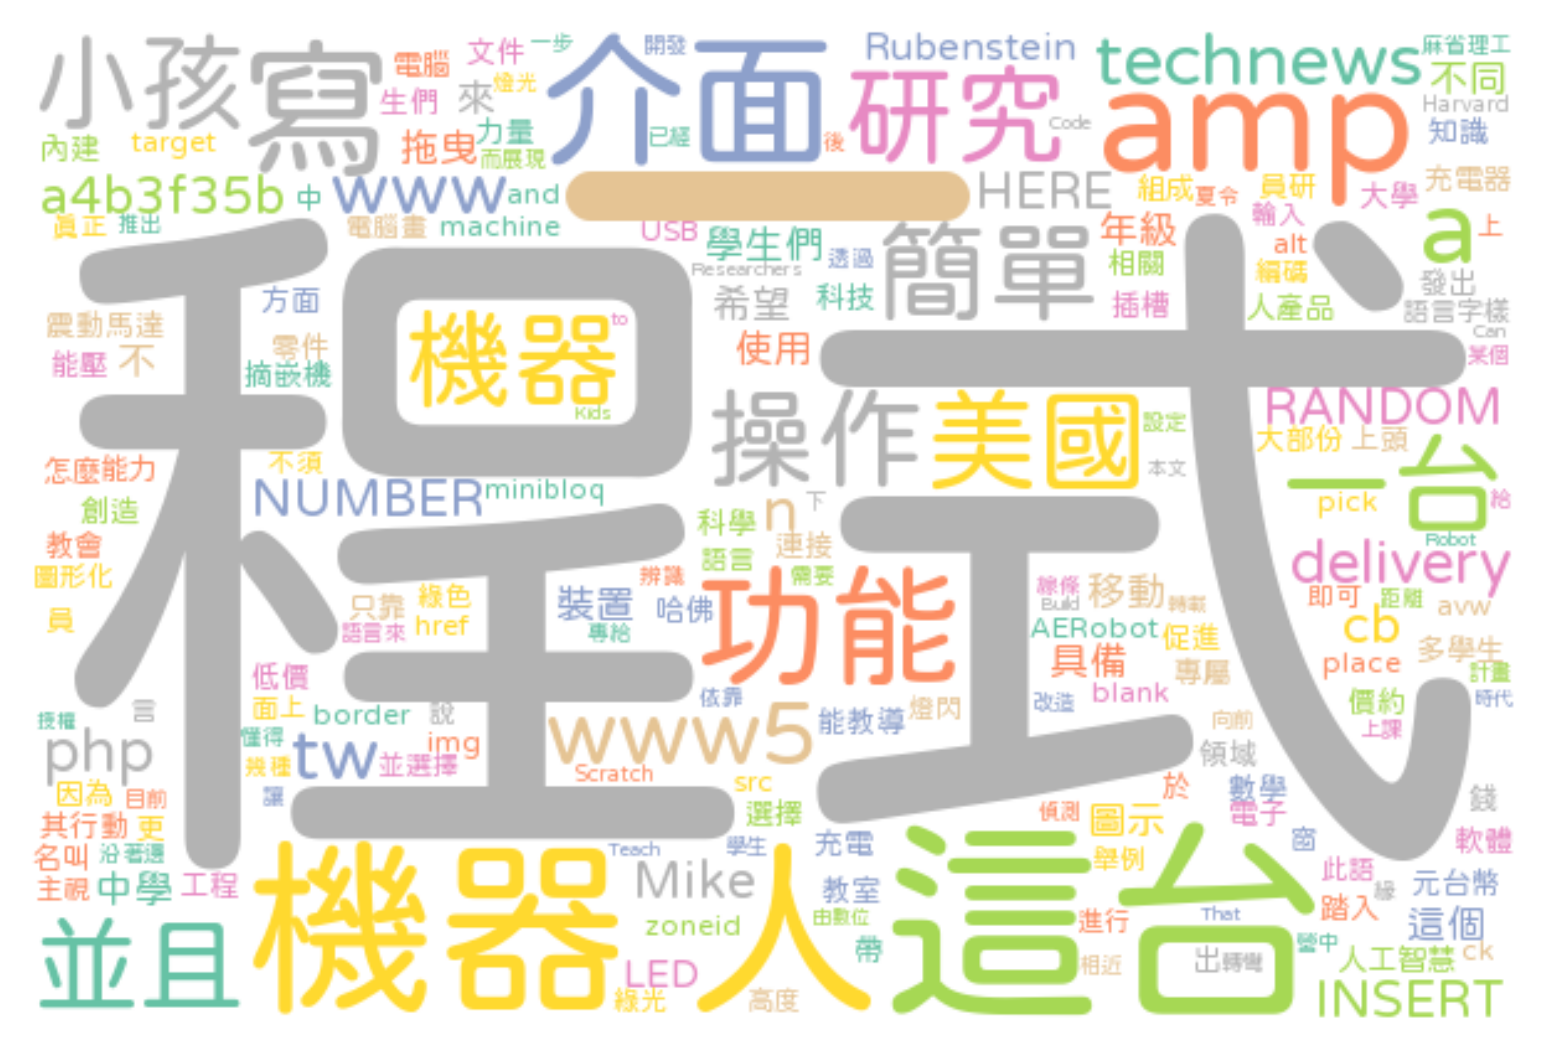 小孩
寫
電腦
文件
一步
開發
介面
Rubenstein
technews
麻省理工
不同
生們
來
燈光
研究
amp
Harvard
知識
內建
target
拖曳
力量
而展現
已經
後
Code
a4b3f35b
中
www
and
一
HERE
組成
夏令
員研
大學
充電器
眞正
推出
電腦畫
machine
USB
學生們
透過
簡單
年級
輸入
alt
a
上
程式
方面
Researchers
希望
科技
相關
編碼
發出
插槽
人產品
語言字樣
震動馬達
機器
to
Can
能壓
不
零件
摘嵌機
使用
某個
Kids
操作
美國
設定
RANDOM
大部份
上頭
怎麼能力
不須
本文
一台
NUMBER
minibloq
n
下
pick
給
創造
科學
Robot
教會
連接
語言
delivery
圖形化
辨識
需要
功能
線條
移動
即可
距離
員
只靠
綠色
裝置
哈佛
Build
轉載
cb
avw
語言來
href
專給
AERobot
促進
多學生
低價
具備
專屬
place
計畫
依靠
blank
價約
時代
授權
言
面上
border
說
www5
能教導
燈閃
改造
向前
上課
php
懂得
tw
img
領域
幾種
並選擇
Scratch
src
於
數學
因為
目前
讓
選擇
偵測
圖示
電子
錢
其行動
更
充電
窗
軟體
名叫
沿著邊
機器人
Teach
學生
這台
舉例
主視
中學
工程
Mike
教室
此語
緣
元台幣
並且
zoneid
由數位
進行
That
踏入
這個
帶
營中
LED
相近
出
轉彎
人工智慧
ck
綠光
高度
INSERT